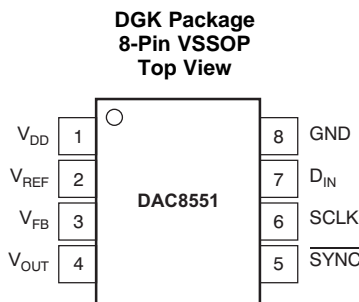 DGK Package
8-Pin VSSOP
Top View
V_DD 1 8 GND
V_REF 2 7 D_IN
DAC8551
V_FB 3 6 SCLK
V_OUT 4 5 SYNC